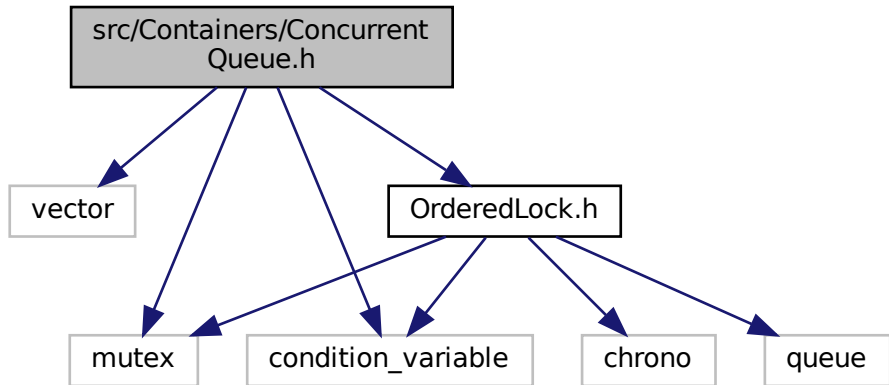 src/Containers/Concurrent
Queue.h
vector
OrderedLock.h
mutex
condition_variable
chrono
queue